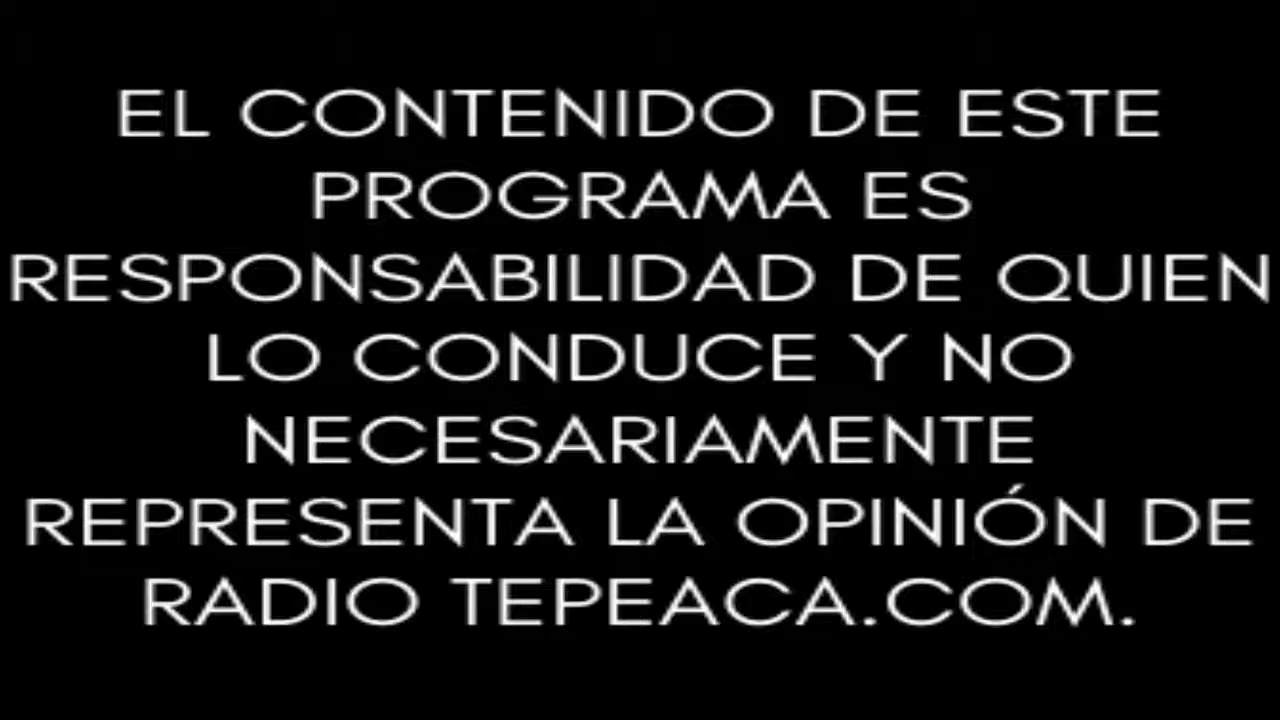 EL CONTENIDO DE ESTE
PROGRAMA ES
RESPONSABILIDAD DE QUIEN
LO CONDUCE Y NO
NECESARIAMENTE
REPRESENTA LA OPINIÓN DE
RADIO TEPEACA.COM.